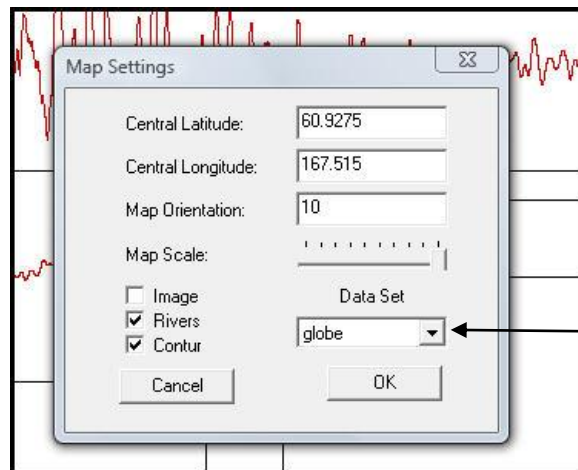 Map Settings
Central Latitude: 60.9275
Central Longitude: 167.515
Map Orientation: 10
Map Scale:
Image Data Set
Rivers
Contur
globe
Cancel OK